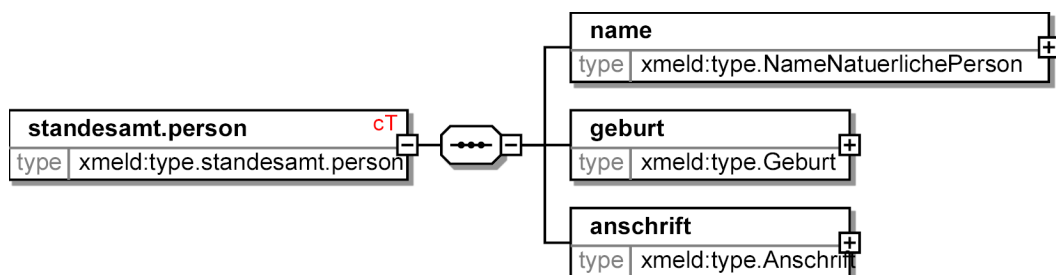 name
type xmeld:type.NameNatuerlichePerson
standesamt.person cT
type xmeld:type.standesamt.person
geburt
type xmeld:type.Geburt
anschrift
type xmeld:type.Anschrift